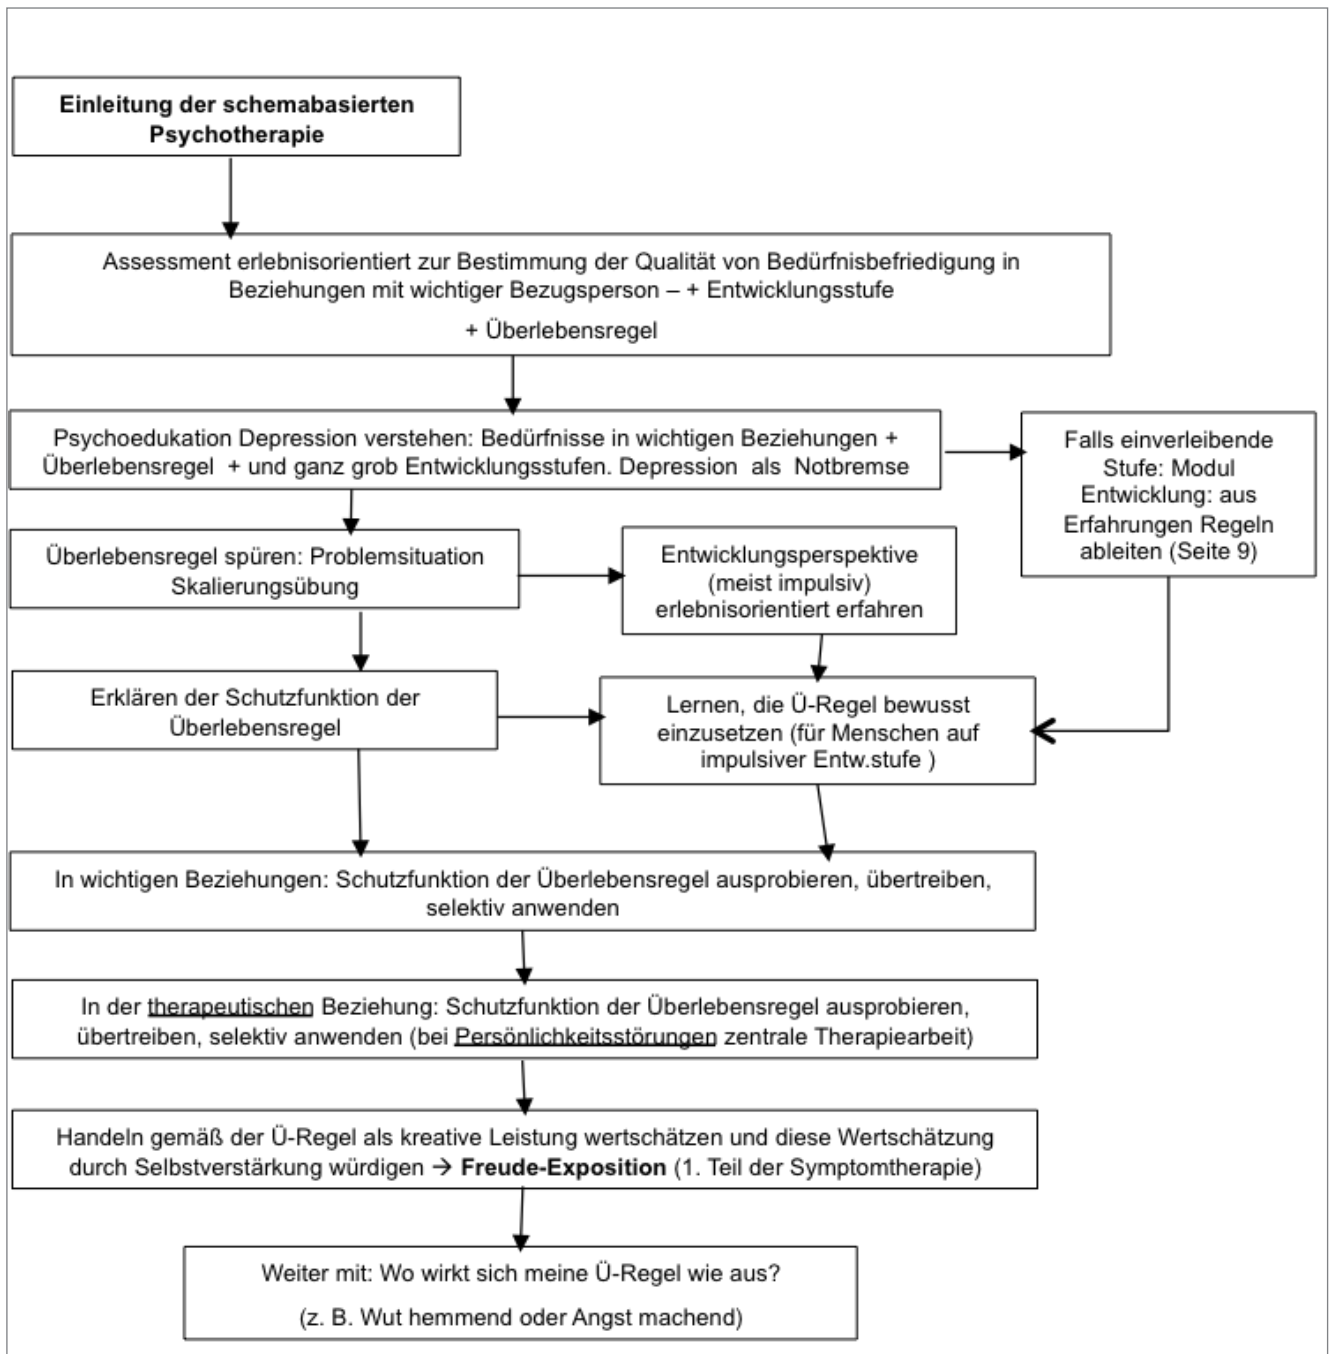 Einleitung der schemabasierten
Psychotherapie
Assessment erlebnisorientiert zur Bestimmung der Qualität von Bedürfnisbefriedigung in
Beziehungen mit wichtiger Bezugsperson – + Entwicklungsstufe
+ Überlebensregel
Psychoedukation Depression verstehen: Bedürfnisse in wichtigen Beziehungen +
Überlebensregel + und ganz grob Entwicklungsstufen. Depression als Notbremse
Falls einverleibende
Stufe: Modul
Entwicklung: aus
Erfahrungen Regeln
ableiten (Seite 9)
Überlebensregel spüren: Problemsituation
Skalierungsübung
Entwicklungsperspektive
(meist impulsiv)
erlebnisorientiert erfahren
Erklären der Schutzfunktion der
Überlebensregel
Lernen, die Ü-Regel bewusst
einzusetzen (für Menschen auf
impulsiver Entw.stufe )
In wichtigen Beziehungen: Schutzfunktion der Überlebensregel ausprobieren, übertreiben,
selektiv anwenden
In der therapeutischen Beziehung: Schutzfunktion der Überlebensregel ausprobieren,
übertreiben, selektiv anwenden (bei Persönlichkeitsstörungen zentrale Therapiearbeit)
Handeln gemäß der Ü-Regel als kreative Leistung wertschätzen und diese Wertschätzung
durch Selbstverstärkung würdigen → Freude-Exposition (1. Teil der Symptomtherapie)
Weiter mit: Wo wirkt sich meine Ü-Regel wie aus?
(z. B. Wut hemmend oder Angst machend)